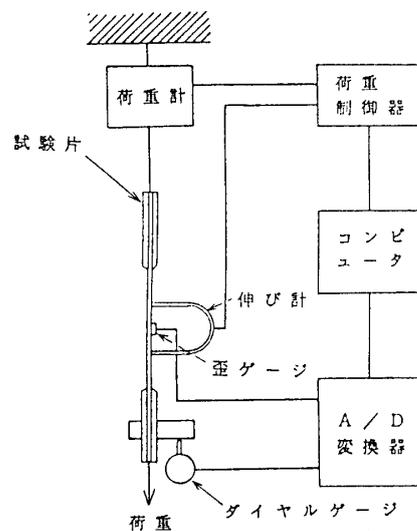 荷重計
荷重
制御器
試験片
コンピ
ュータ
伸び計
歪ゲージ
A/D
変換器
ダイヤルゲージ
荷重